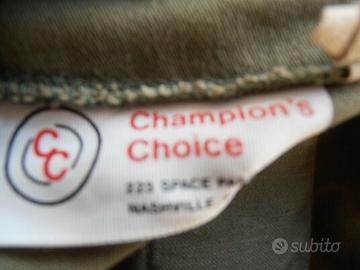 CC
Champion's
Choice
223 SPACE
NASHVILLE
subito